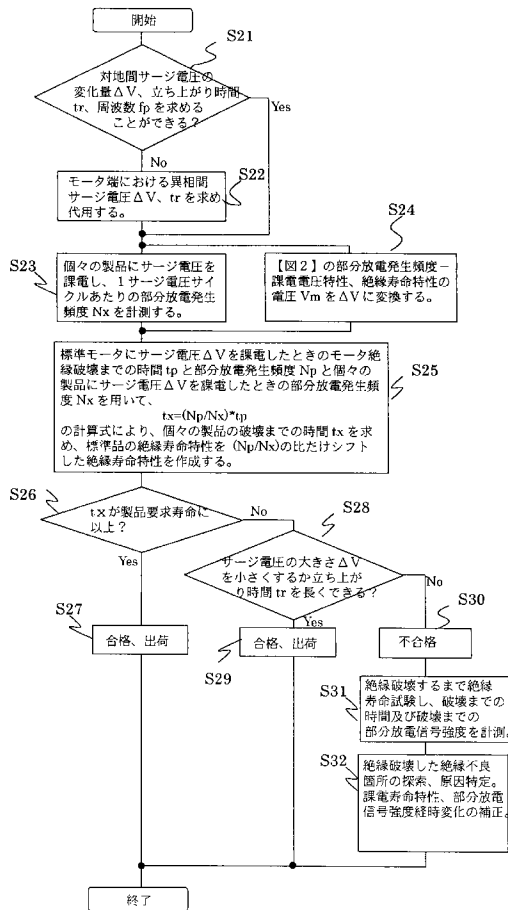 開始
S21
対地間サージ電圧の
変化量ΔV、立ち上がり時間
tr、周波数 fp を求める
ことができる?
Yes
No
S22
モータ端における異相間
サージ電圧ΔV、tr を求め
代用する。
S23
個々の製品にサージ電圧を
課電し、1サージ電圧サイ
クルあたりの部分放電発生
頻度 Nx を計測する。
S24
【図2】の部分放電発生頻度－
課電電圧特性、絶縁寿命特性の
電圧 Vm をΔV に変換する。
S25
標準モータにサージ電圧ΔV を課電したときのモータ絶
縁破壊までの時間 tp と部分放電発生頻度 Np と個々の
製品にサージ電圧ΔV を課電したときの部分放電発生頻
度 Nx を用いて、
tx=(Np/Nx)*tp
の計算式により、個々の製品の破壊までの時間 tx を求
め、標準品の絶縁寿命特性を (Np/Nx)の比だけシフト
した絶縁寿命特性を作成する。
S26
tx が製品要求寿命に
以上?
No
Yes
S28
サージ電圧の大きさΔV
を小さくするか立ち上が
り時間 tr を長くできる?
No
Yes
S27
合格、出荷
S29
合格、出荷
S30
不合格
S31
絶縁破壊するまで絶縁
寿命試験し、破壊までの
時間及び破壊までの
部分放電信号強度を計測。
S32
絶縁破壊した絶縁不良
箇所の探索、原因特定。
課電寿命特性、部分放電
信号強度経時変化の補正。
終了